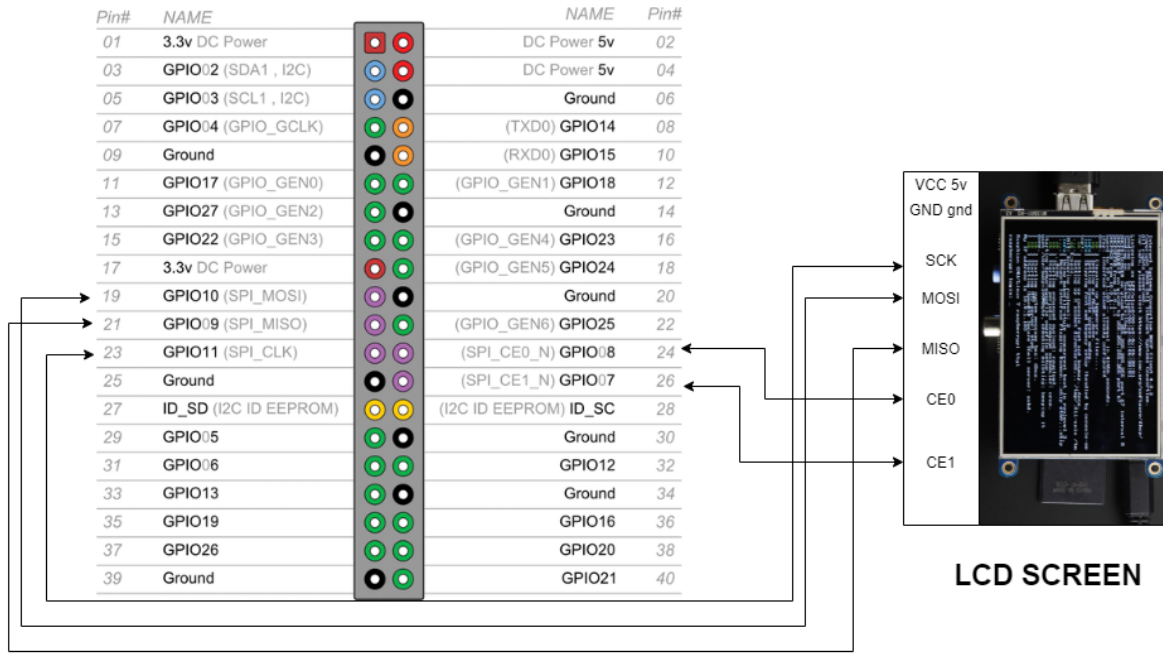 Pin# NAME NAME Pin#
01 3.3v DC Power DC Power 5v 02
03 GPIO02 (SDA1 , I2C) DC Power 5v 04
05 GPIO03 (SCL1 , I2C) Ground 06
07 GPIO04 (GPIO_GCLK) (TXD0) GPIO14 08
09 Ground (RXD0) GPIO15 10
11 GPIO17 (GPIO_GEN0) (GPIO_GEN1) GPIO18 12
13 GPIO27 (GPIO_GEN2) Ground 14
15 GPIO22 (GPIO_GEN3) (GPIO_GEN4) GPIO23 16
17 3.3v DC Power (GPIO_GEN5) GPIO24 18
19 GPIO10 (SPI_MOSI) Ground 20
21 GPIO09 (SPI_MISO) (GPIO_GEN6) GPIO25 22
23 GPIO11 (SPI_CLK) (SPI_CE0_N) GPIO08 24
25 Ground (SPI_CE1_N) GPIO07 26
27 ID_SD (I2C ID EEPROM) (I2C ID EEPROM) ID_SC 28
29 GPIO05 Ground 30
31 GPIO06 GPIO12 32
33 GPIO13 Ground 34
35 GPIO19 GPIO16 36
37 GPIO26 GPIO20 38
39 Ground GPIO21 40
VCC 5v
GND gnd
SCK
MOSI
MISO
CE0
CE1
LCD SCREEN